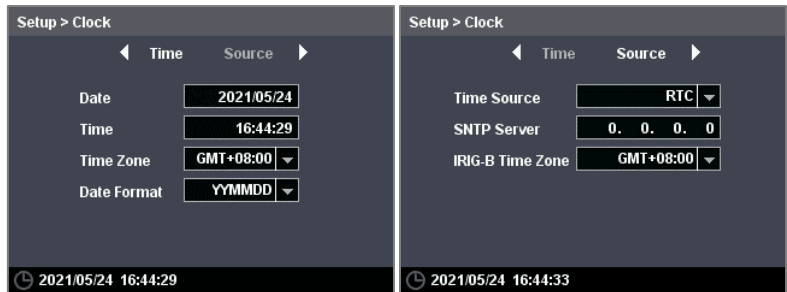 Setup > Clock
Time Source
Date 2021/05/24
Time 16:44:29
Time Zone GMT+08:00
Date Format YYMMDD
2021/05/24 16:44:29
Setup > Clock
Time Source
Time Source RTC
SNTP Server 0. 0. 0. 0
IRIG-B Time Zone GMT+08:00
2021/05/24 16:44:33